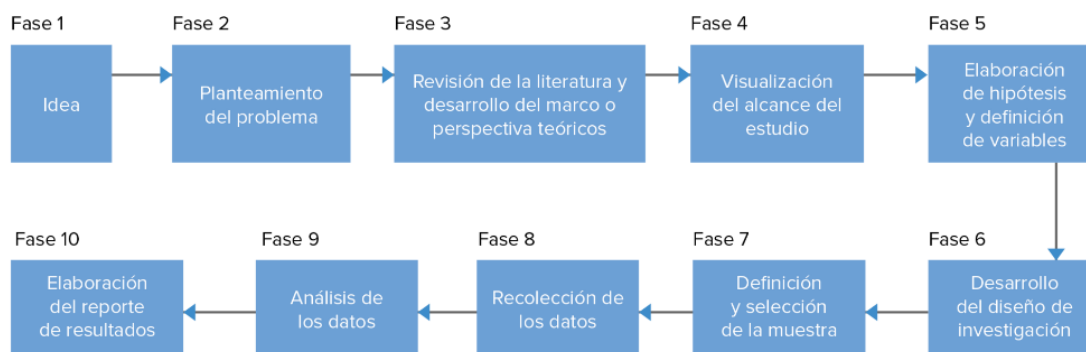 Fase 1
Idea
Fase 2
Planteamiento
del problema
Fase 3
Revisión de la literatura y
desarrollo del marco o
perspectiva teóricos
Fase 4
Visualización
del alcance del
estudio
Fase 5
Elaboración
de hipótesis
y definición
de variables
Fase 6
Desarrollo
del diseño de
investigación
Fase 7
Definición
y selección
de la muestra
Fase 8
Recolección de
los datos
Fase 9
Análisis de
los datos
Fase 10
Elaboración
del reporte
de resultados